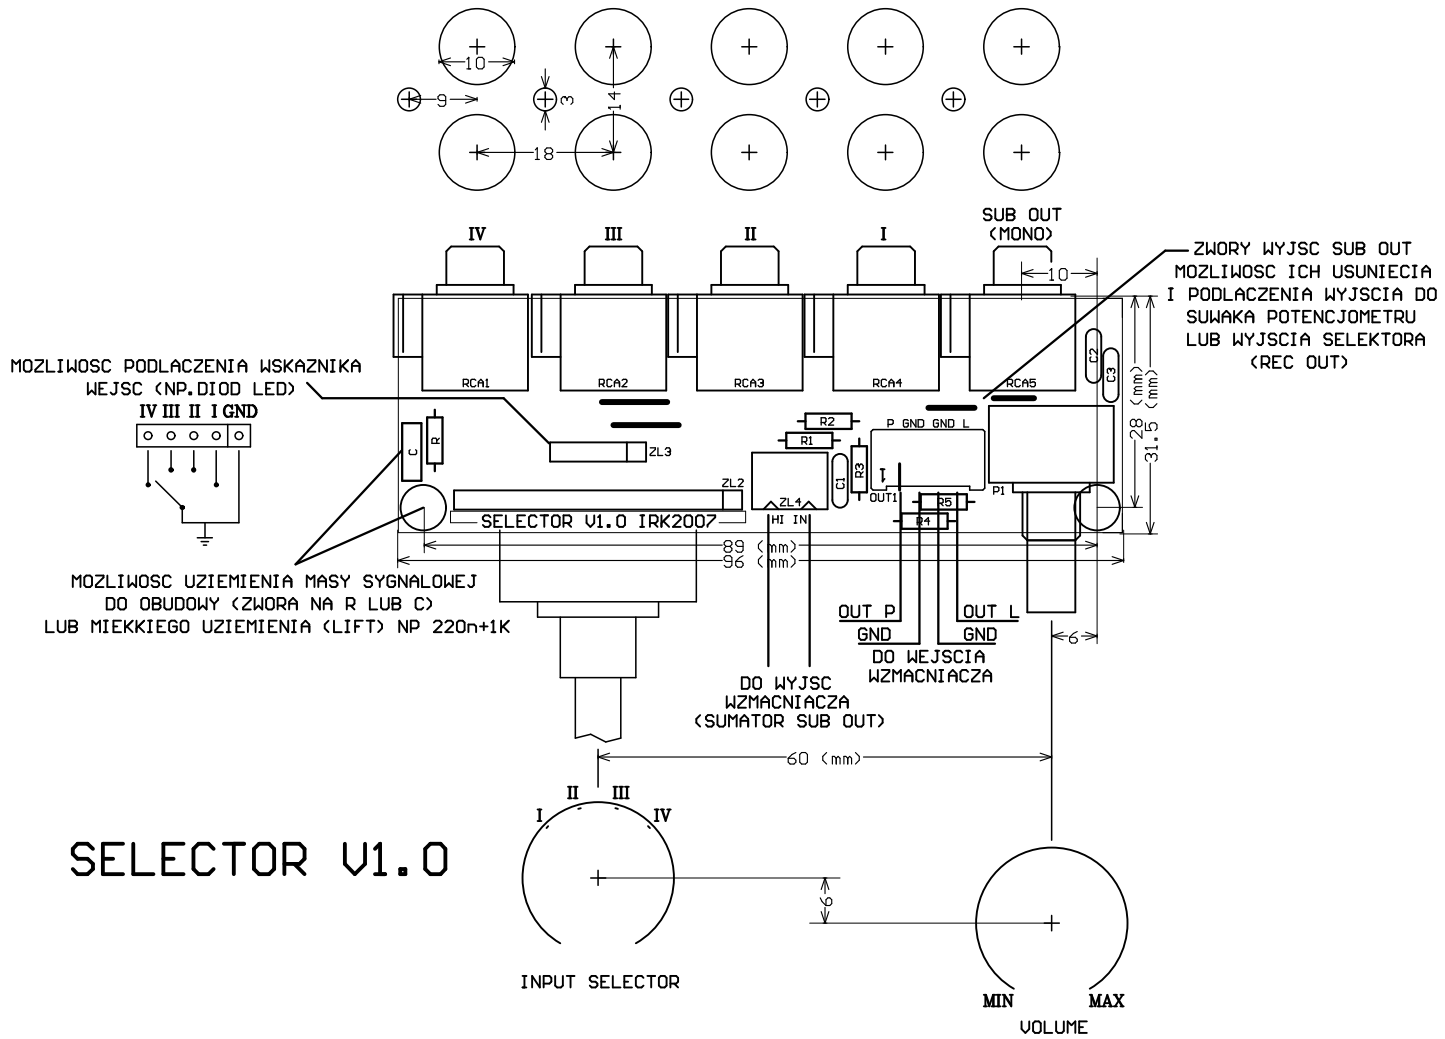 10
9
3
14
18
SUB OUT
(MONO)
IV
III
II
I
ZWORY WYJSC SUB OUT
MOZLIWOSC ICH USUNIECIA
I PODLACZENIA WYJSCIA DO
SUWAKA POTENCJOMETRU
LUB WYJSCIA SELEKTORA
(REC OUT)
10
MOZLIWOSC PODLACZENIA WSKAZNIKA
WEJSC (NP.DIOD LED)
IV III II I GND
RCA1
RCA2
RCA3
RCA4
RCA5
C2
C3
28 (mm)
31.5 (mm)
R
C
ZL3
ZL2
R2
R1
R3
C1
ZL4
HI IN
P GND GND L
1
OUT1
P1
R5
R4
SELECTOR V1.0 IRK2007
89 (mm)
96 (mm)
MOZLIWOSC UZIEMIENIA MASY SYGNALOWEJ
DO OBUDOWY (ZWORA NA R LUB C)
LUB MIEKKIEGO UZIEMIENIA (LIFT) NP 220n+1K
OUT P
OUT L
GND
GND
DO WEJSCIA
WZMACNIACZA
6
DO WYJSC
WZMACNIACZA
(SUMATOR SUB OUT)
60 (mm)
I
II
III
IV
SELECTOR V1.0
6
INPUT SELECTOR
MIN
MAX
VOLUME